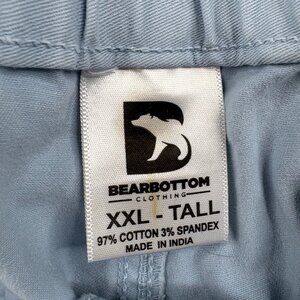 BEARBOTTOM
CLOTHING
XXL - TALL
97% COTTON 3% SPANDEX
MADE IN INDIA